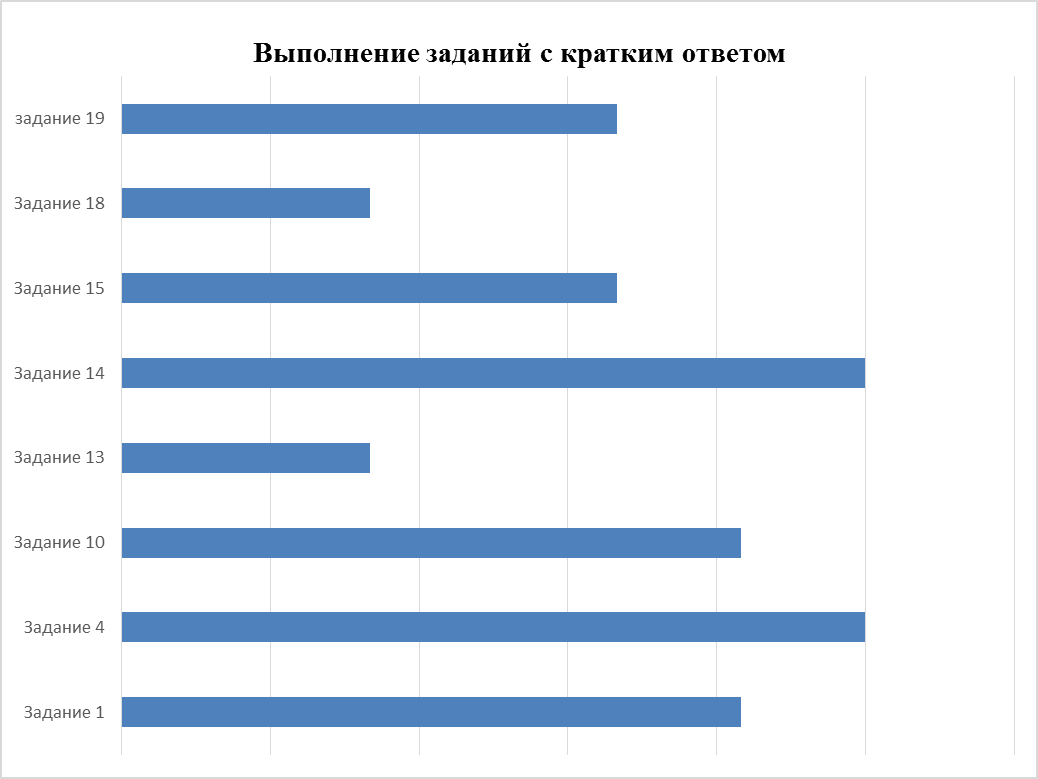 Выполнение заданий с кратким ответом
задание 19
Задание 18
Задание 15
Задание 14
Задание 13
Задание 10
Задание 4
Задание 1